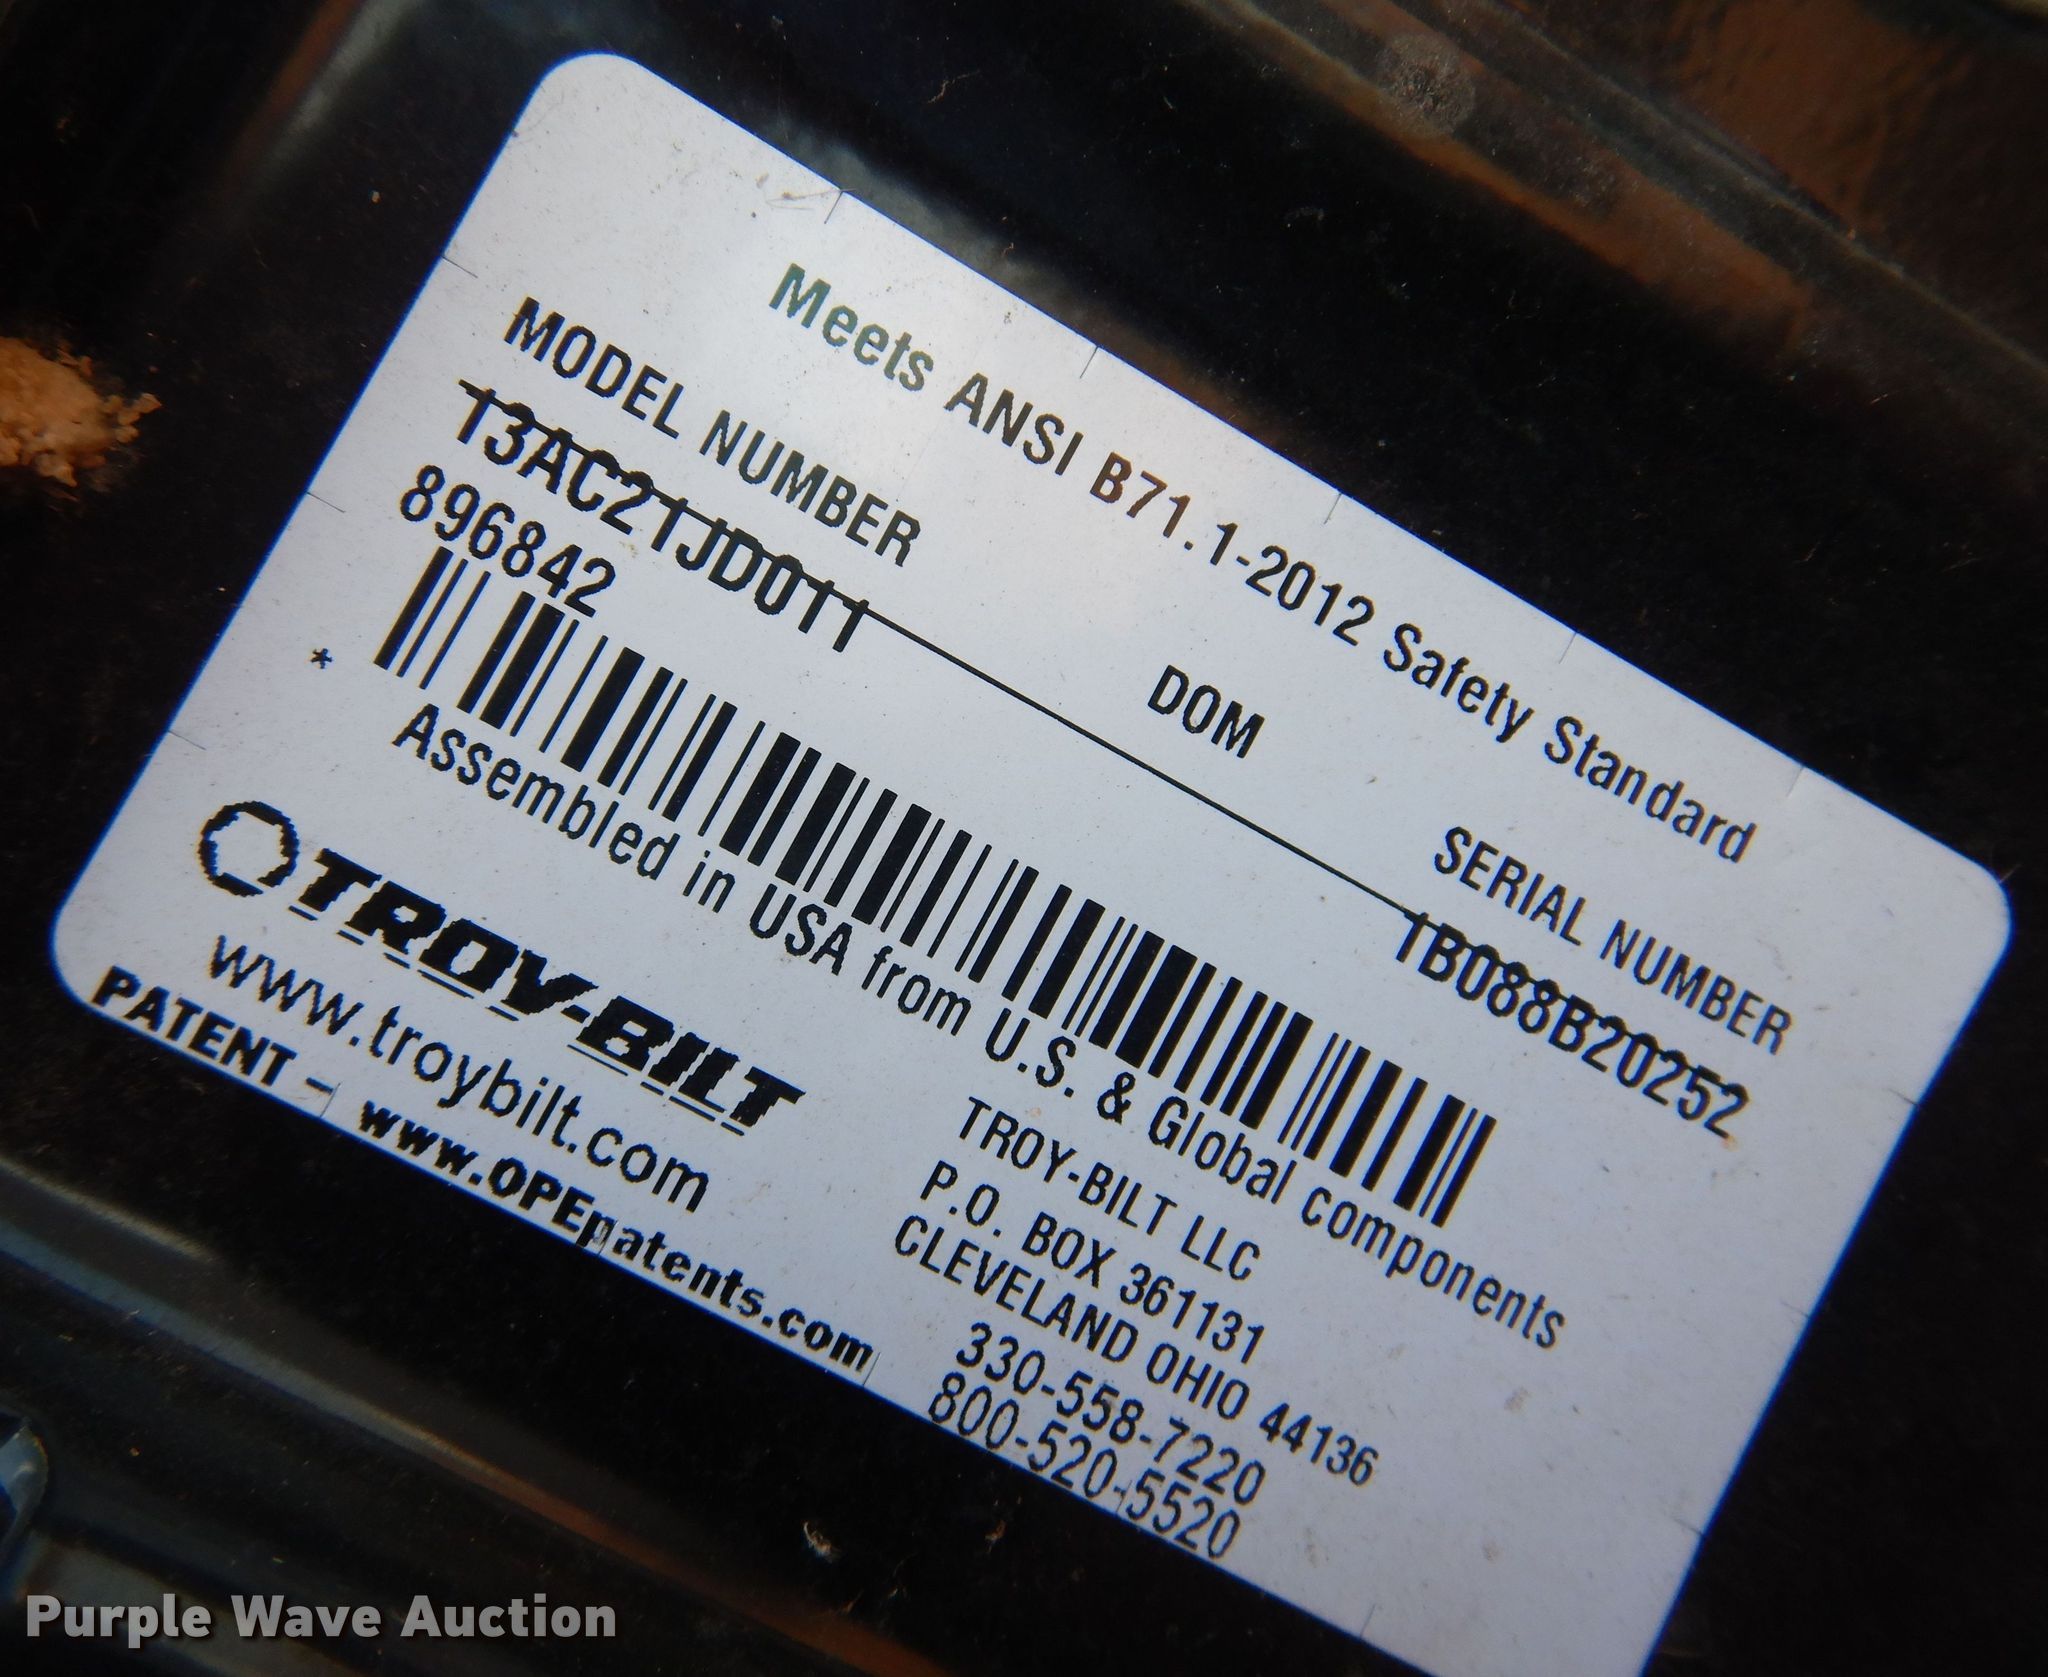 Meets ANSI B71.1-2012 Safety Standard
MODEL NUMBER DOM SERIAL NUMBER
13AC21JD011 1B088B20252
896842
*
Assembled in USA from U.S. & Global components
TROY-BILT
www.troybilt.com
PATENT - www.OPEpatents.com
TROY-BILT LLC
P.O. BOX 361131
CLEVELAND OHIO 44136
330-558-7220
800-520-5520
Purple Wave Auction